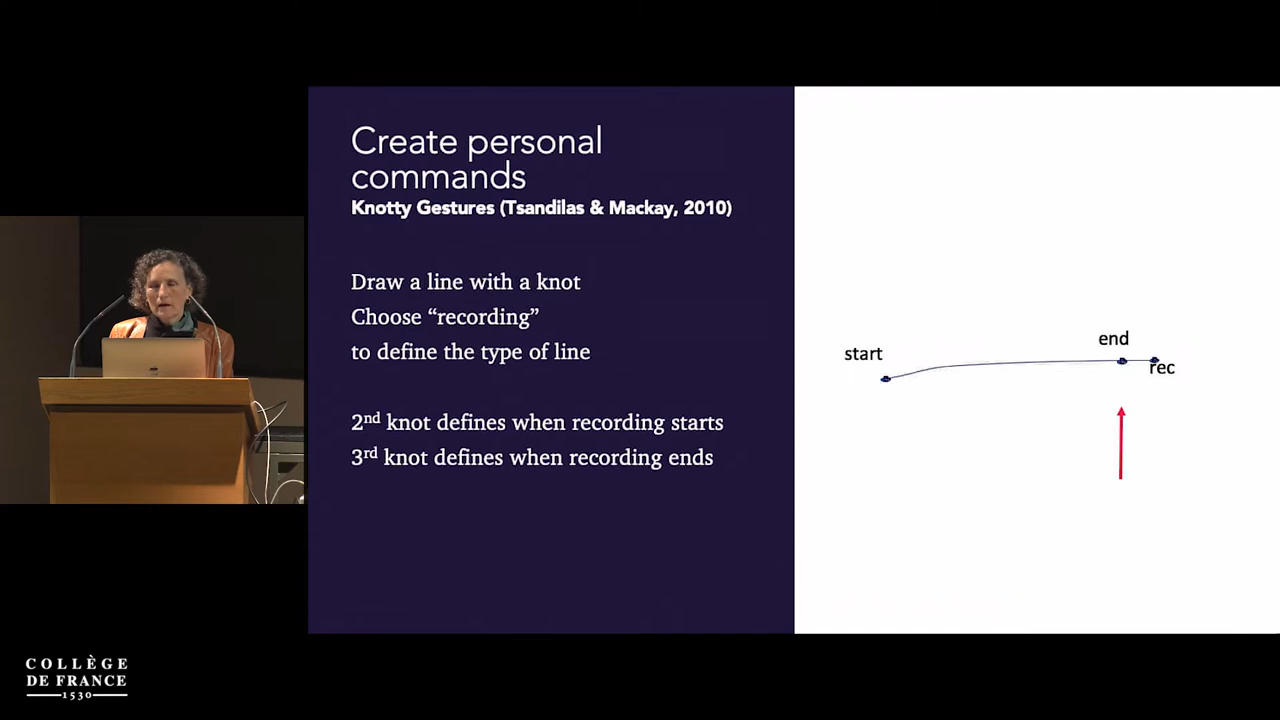 Create personal
commands
Knotty Gestures (Tsandilas & Mackay, 2010)
Draw a line with a knot
Choose “recording”
to define the type of line
2nd knot defines when recording starts
3rd knot defines when recording ends
start
end
rec
COLLÈGE
DE FRANCE
1530